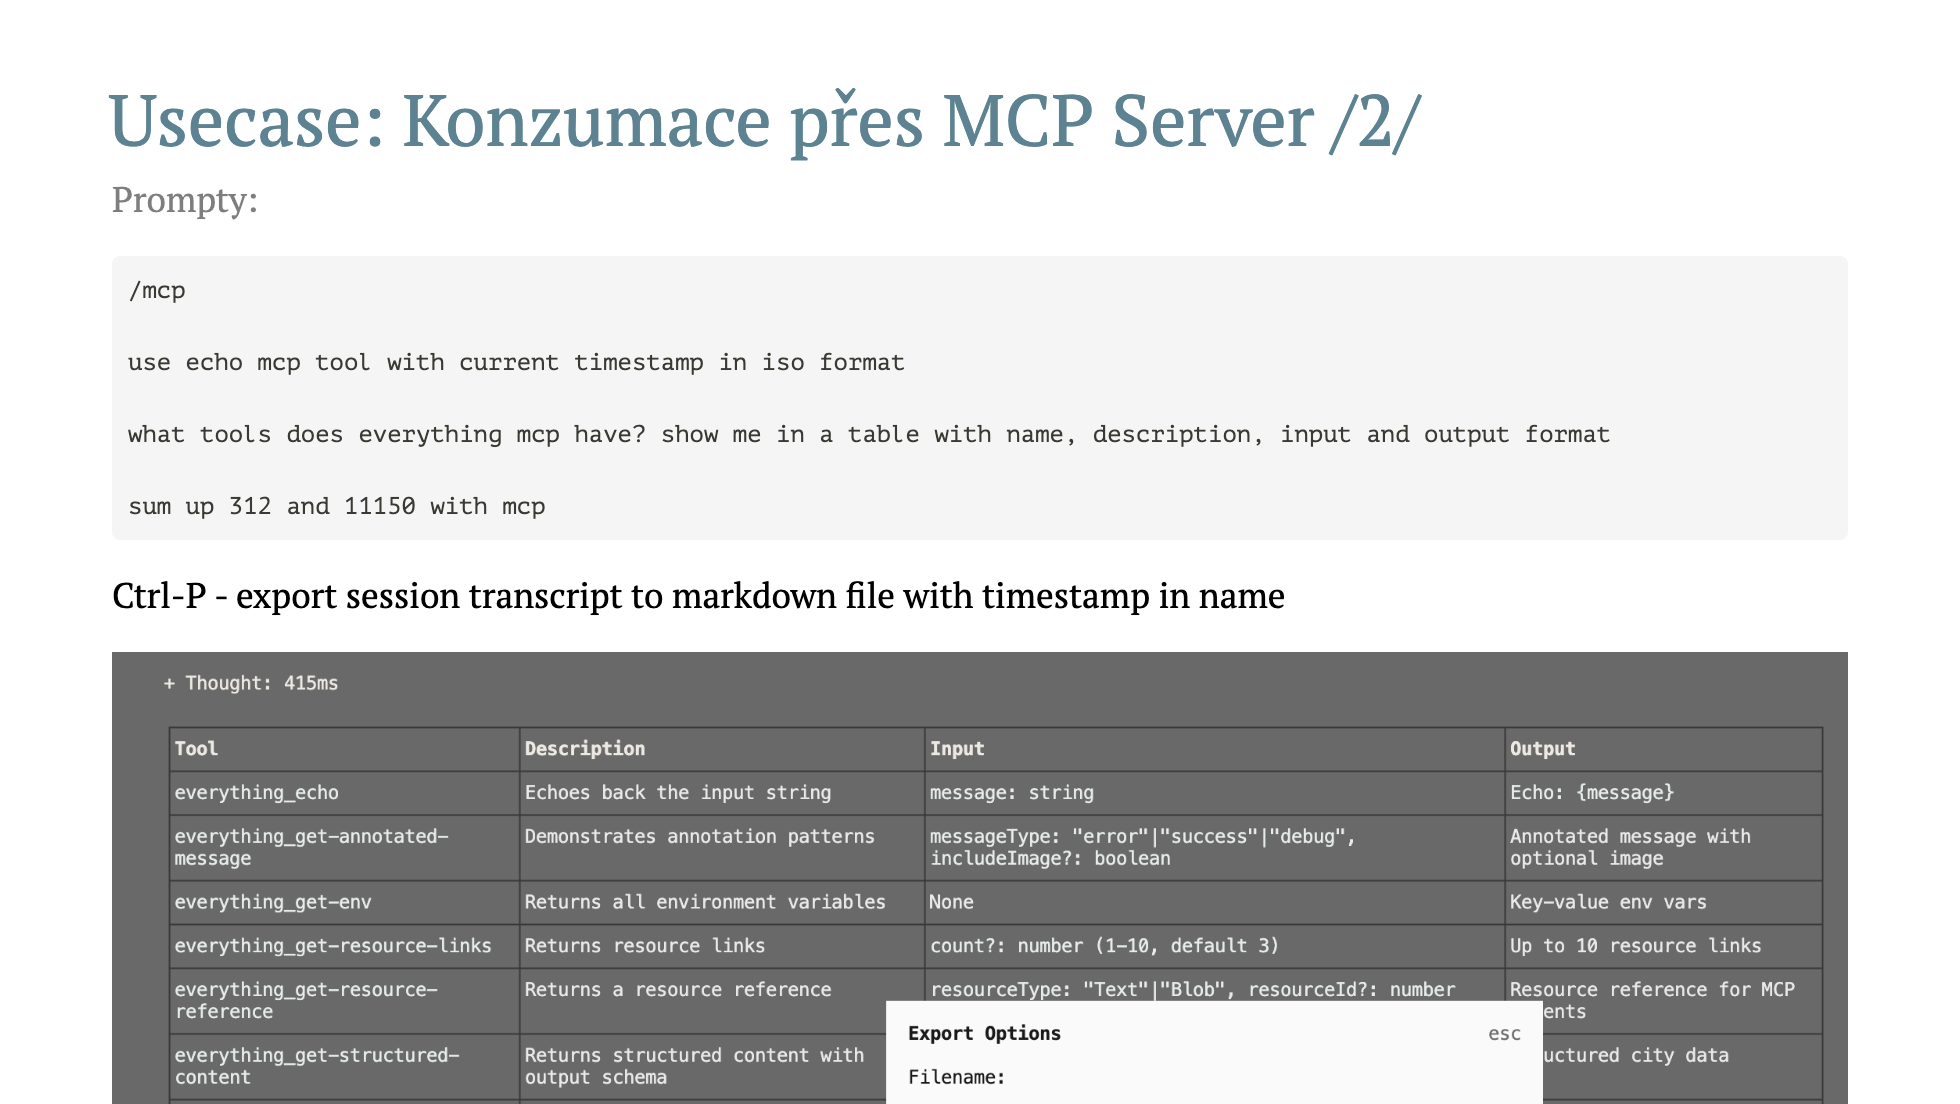 Usecase: Konzumace přes MCP Server /2/
Prompty:
/mcp
use echo mcp tool with current timestamp in iso format
what tools does everything mcp have? show me in a table with name, description, input and output format
sum up 312 and 11150 with mcp
Ctrl-P - export session transcript to markdown file with timestamp in name
+ Thought: 415ms
Tool Description Input Output
everything_echo Echoes back the input string message: string Echo: {message}
everything_get-annotated- Demonstrates annotation patterns messageType: "error"|"success"|"debug", Annotated message with
message includeImage?: boolean optional image
everything_get-env Returns all environment variables None Key-value env vars
everything_get-resource-links Returns resource links count?: number (1-10, default 3) Up to 10 resource links
everything_get-resource- Returns a resource reference resourceType: "Text"|"Blob", resourceId?: number Resource reference for MCP
reference ents
Export Options esc
everything_get-structured- Returns structured content with uctured city data
content output schema
Filename: